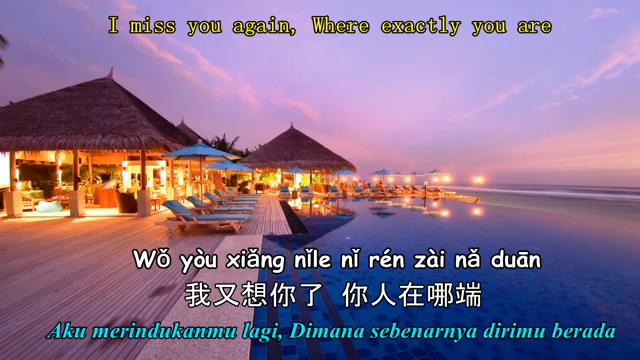 I miss you again, Where exactly you are
Wǒ yòu xiǎng nǐle nǐ rén zài nǎ duān
我又想你了 你人在哪端
Aku merindukanmu lagi, Dimana sebenarnya dirimu berada